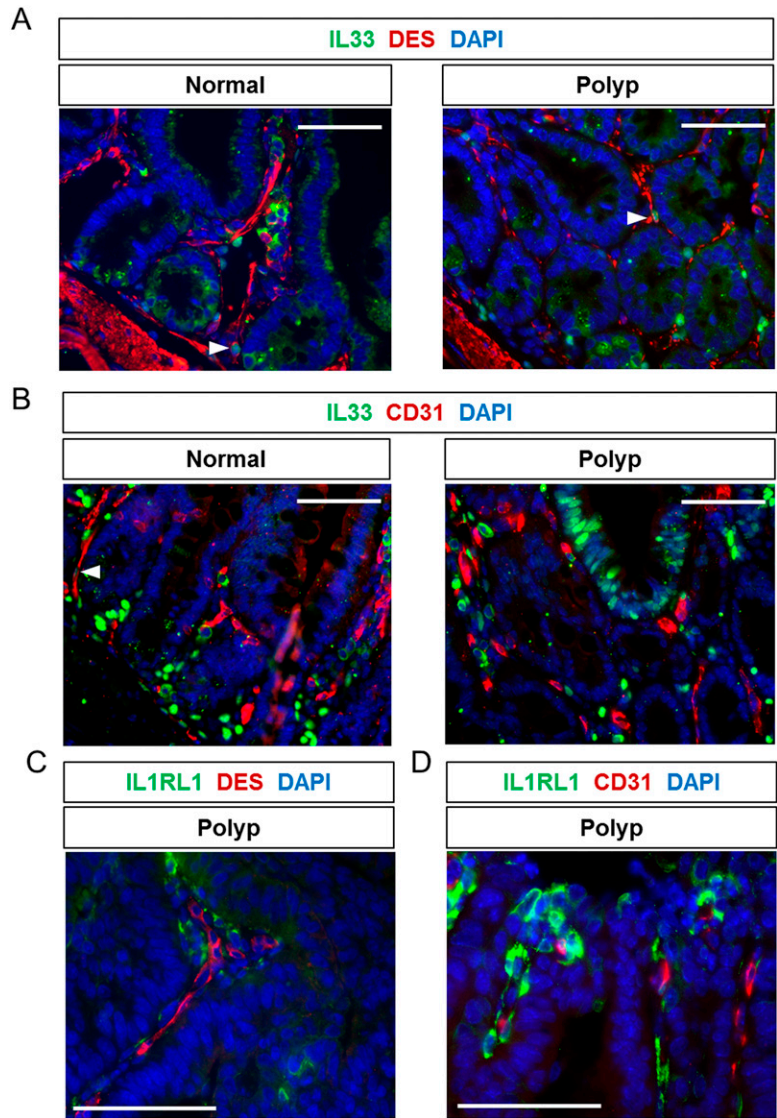 A
IL33 DES DAPI
Normal
Polyp
B
IL33 CD31 DAPI
Normal
Polyp
C
IL1RL1 DES DAPI
Polyp
D
IL1RL1 CD31 DAPI
Polyp